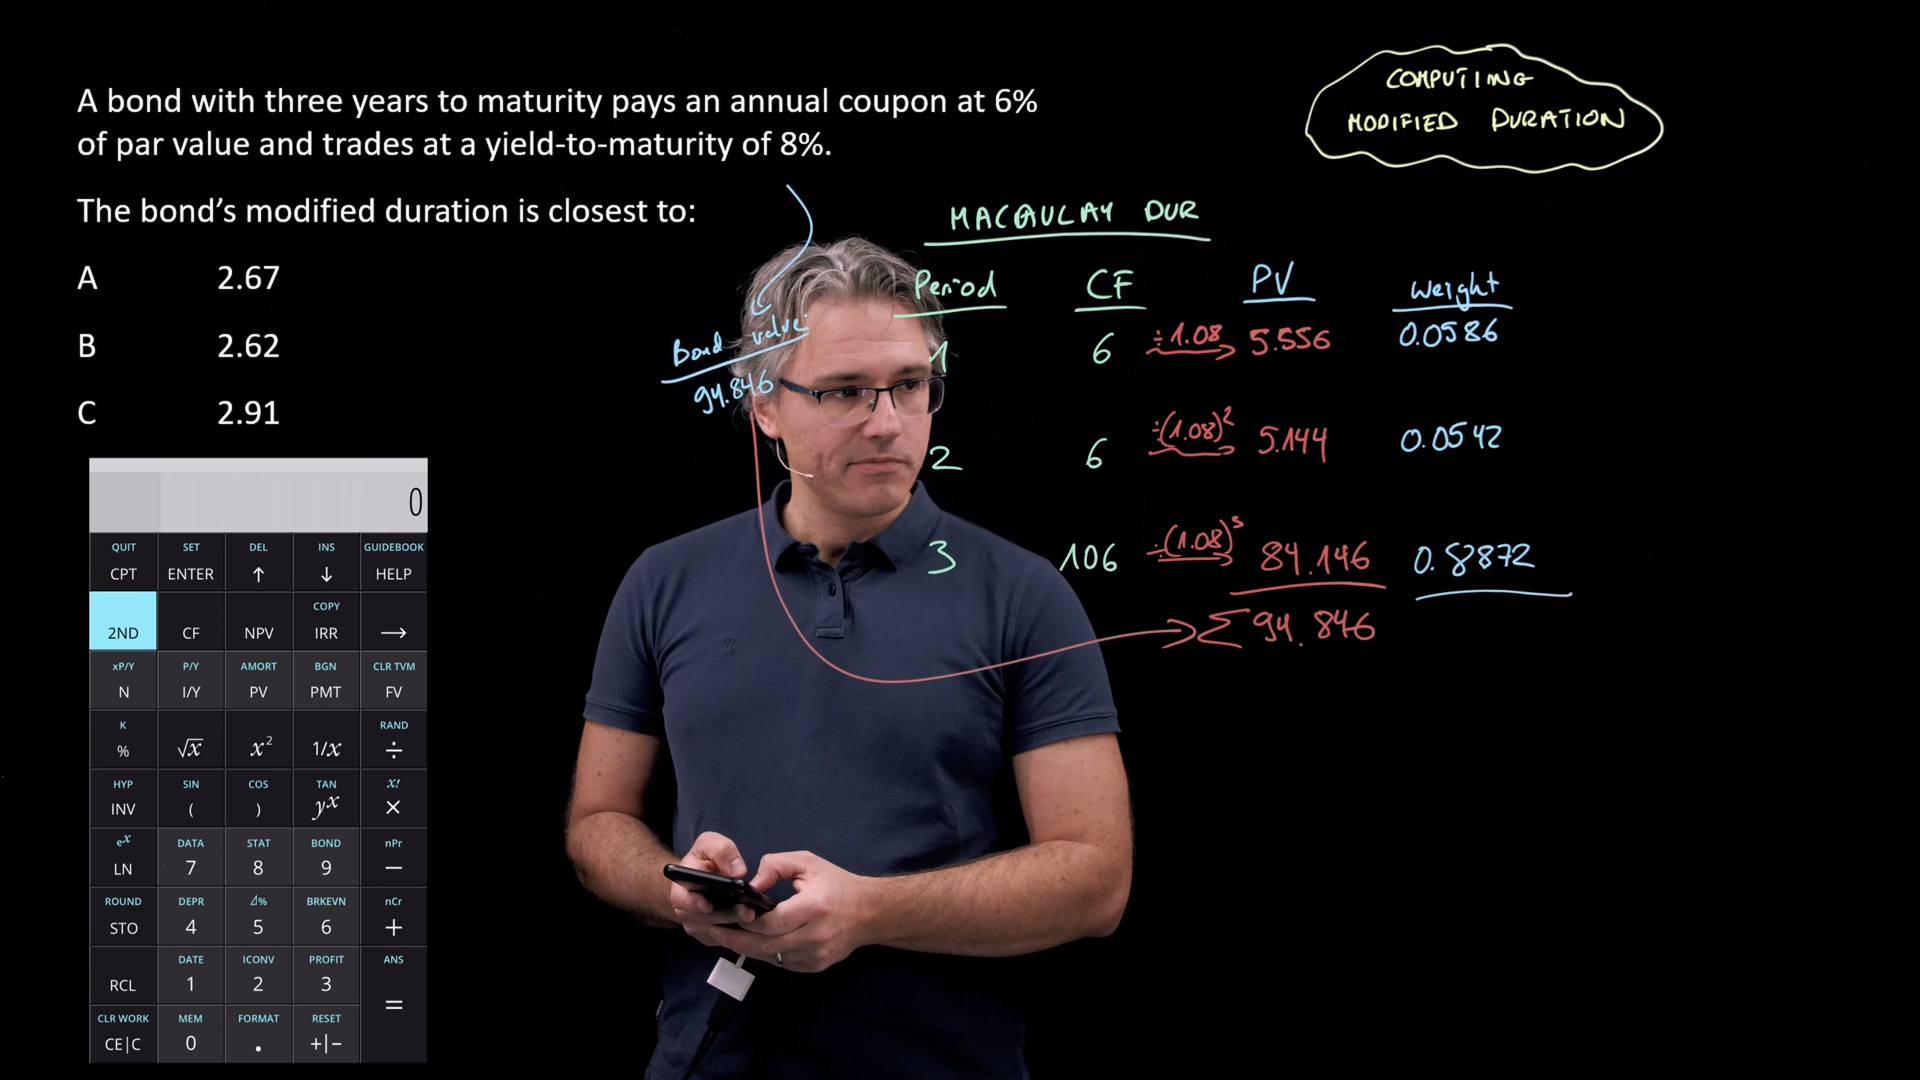 A bond with three years to maturity pays an annual coupon at 6%
of par value and trades at a yield-to-maturity of 8%.
The bond's modified duration is closest to:
A 2.67
B 2.62
C 2.91
COMPUTING
MODIFIED DURATION
MACAULAY DUR
Period CF PV Weight
1 6 ÷1.08 5.556 0.0586
2 6 ÷(1.08)² 5.144 0.0542
3 106 ÷(1.08)³ 84.146 0.8872
Σ 94.846
Bond value
94.846
0
QUIT SET DEL INS GUIDEBOOK
CPT ENTER ↑ ↓ HELP
COPY
2ND CF NPV IRR →
xP/Y P/Y AMORT BGN CLR TVM
N I/Y PV PMT FV
K RAND
% √x x² 1/x ÷
HYP SIN COS TAN x!
INV ( ) yˣ ×
eˣ DATA STAT BOND nPr
LN 7 8 9 −
ROUND DEPR Δ% BRKEVN nCr
STO 4 5 6 +
DATE ICONV PROFIT ANS
RCL 1 2 3 =
CLR WORK MEM FORMAT RESET
CE|C 0 . +|−